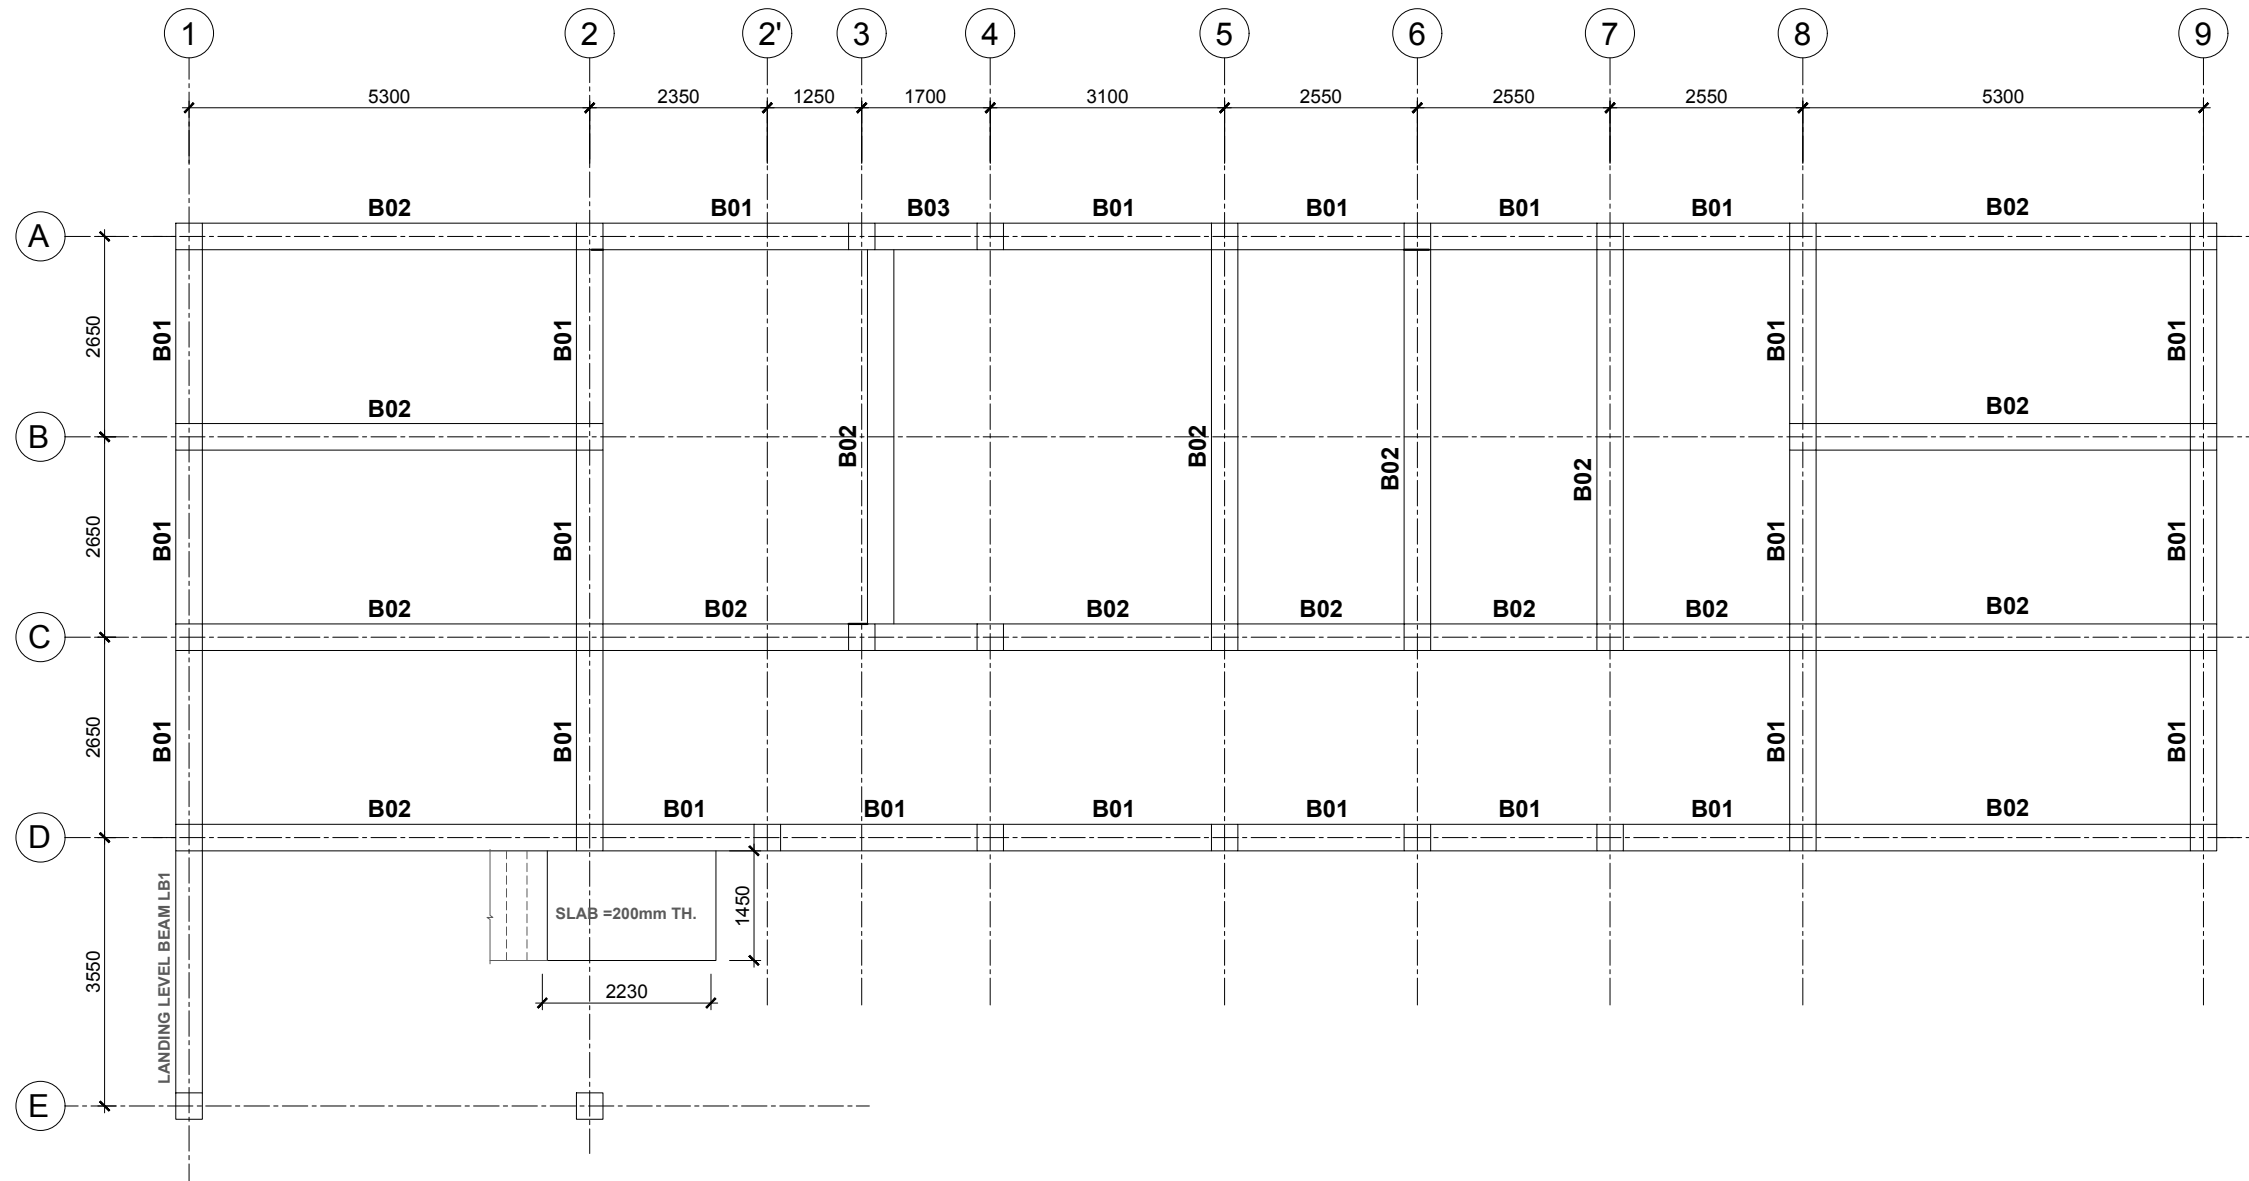 1 2 2' 3 4 5 6 7 8 9
5300 2350 1250 1700 3100 2550 2550 2550 5300
B02 B01 B03 B01 B01 B01 B01 B02
A
2650
B01 B01 B01 B01
B02 B02
B
B02 B02 B02 B02
2650
B01 B01 B01 B01
B02 B02 B02 B02 B02 B02 B02
C
2650
B01 B01 B01 B01
B02 B01 B01 B01 B01 B01 B01 B02
D
SLAB =200mm TH.
1450
LANDING LEVEL BEAM LB1
3550
2230
E